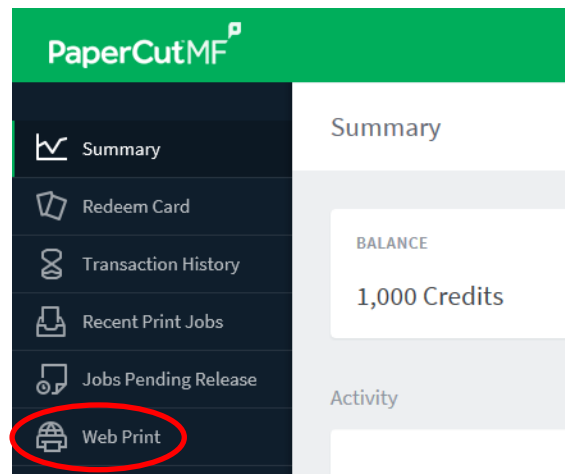 PaperCutMF
Summary
Redeem Card
Transaction History
Recent Print Jobs
Jobs Pending Release
Web Print
Summary
BALANCE
1,000 Credits
Activity